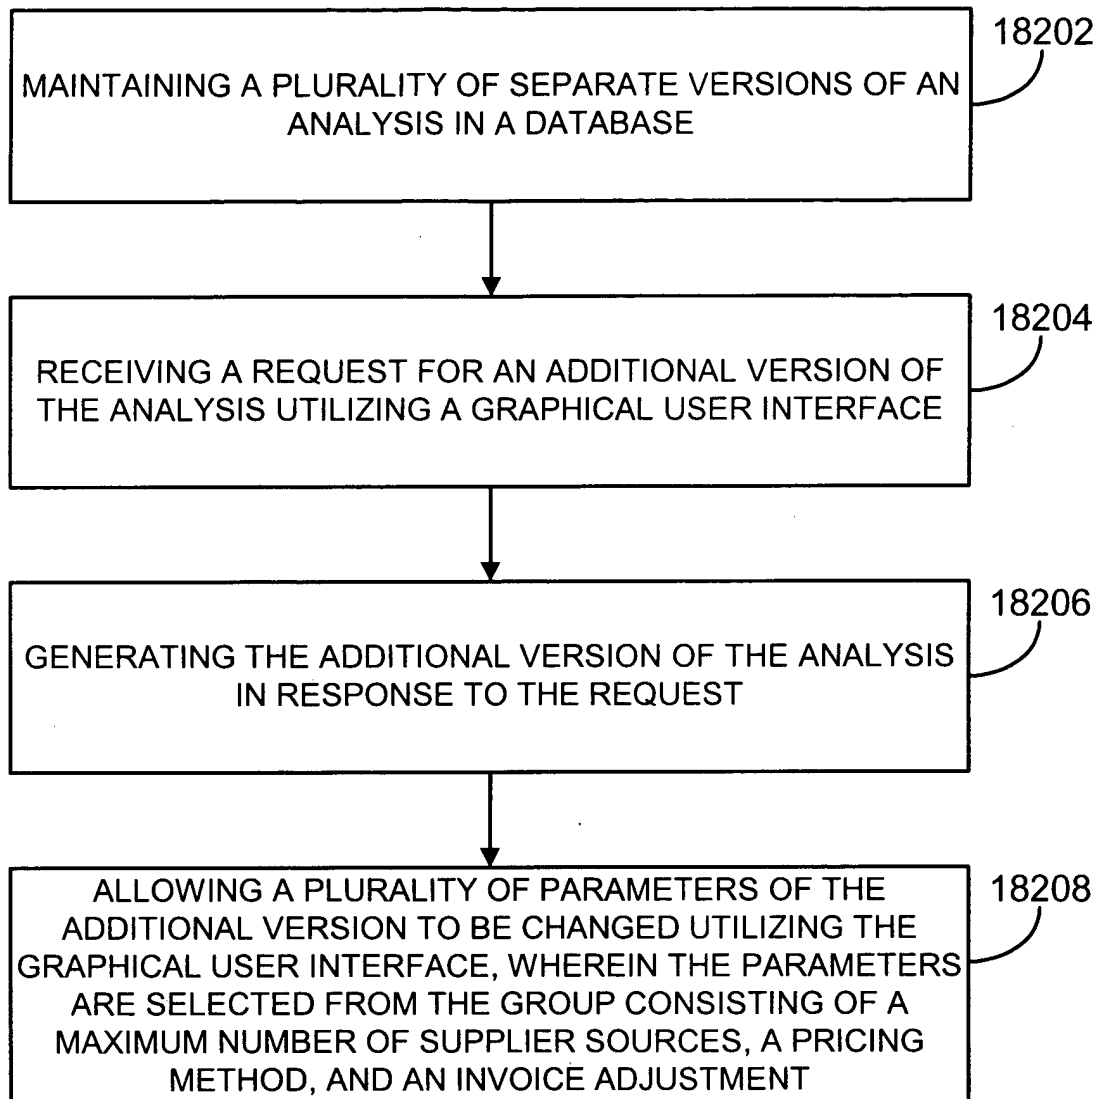 18202
MAINTAINING A PLURALITY OF SEPARATE VERSIONS OF AN
ANALYSIS IN A DATABASE
18204
RECEIVING A REQUEST FOR AN ADDITIONAL VERSION OF
THE ANALYSIS UTILIZING A GRAPHICAL USER INTERFACE
18206
GENERATING THE ADDITIONAL VERSION OF THE ANALYSIS
IN RESPONSE TO THE REQUEST
18208
ALLOWING A PLURALITY OF PARAMETERS OF THE
ADDITIONAL VERSION TO BE CHANGED UTILIZING THE
GRAPHICAL USER INTERFACE, WHEREIN THE PARAMETERS
ARE SELECTED FROM THE GROUP CONSISTING OF A
MAXIMUM NUMBER OF SUPPLIER SOURCES, A PRICING
METHOD, AND AN INVOICE ADJUSTMENT